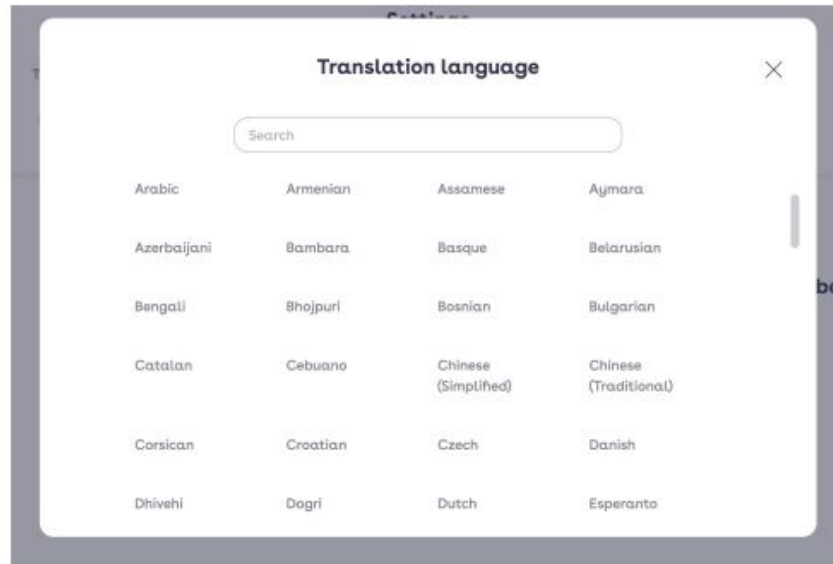 Translation language
Search
Arabic Armenian Assamese Aymara
Azerbaijani Bambara Basque Belarusian
Bengali Bhojpuri Bosnian Bulgarian
Catalan Cebuano Chinese (Simplified) Chinese (Traditional)
Corsican Croatian Czech Danish
Dhivehi Dogri Dutch Esperanto